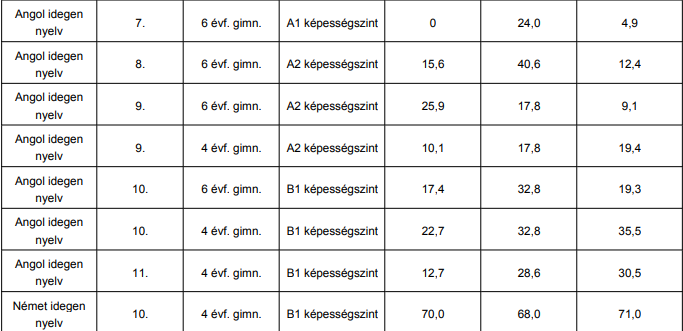 Angol idegen nyelv 7. 6 évf. gimn. A1 képességszint 0 24,0 4,9
Angol idegen nyelv 8. 6 évf. gimn. A2 képességszint 15,6 40,6 12,4
Angol idegen nyelv 9. 6 évf. gimn. A2 képességszint 25,9 17,8 9,1
Angol idegen nyelv 9. 4 évf. gimn. A2 képességszint 10,1 17,8 19,4
Angol idegen nyelv 10. 6 évf. gimn. B1 képességszint 17,4 32,8 19,3
Angol idegen nyelv 10. 4 évf. gimn. B1 képességszint 22,7 32,8 35,5
Angol idegen nyelv 11. 4 évf. gimn. B1 képességszint 12,7 28,6 30,5
Német idegen nyelv 10. 4 évf. gimn. B1 képességszint 70,0 68,0 71,0